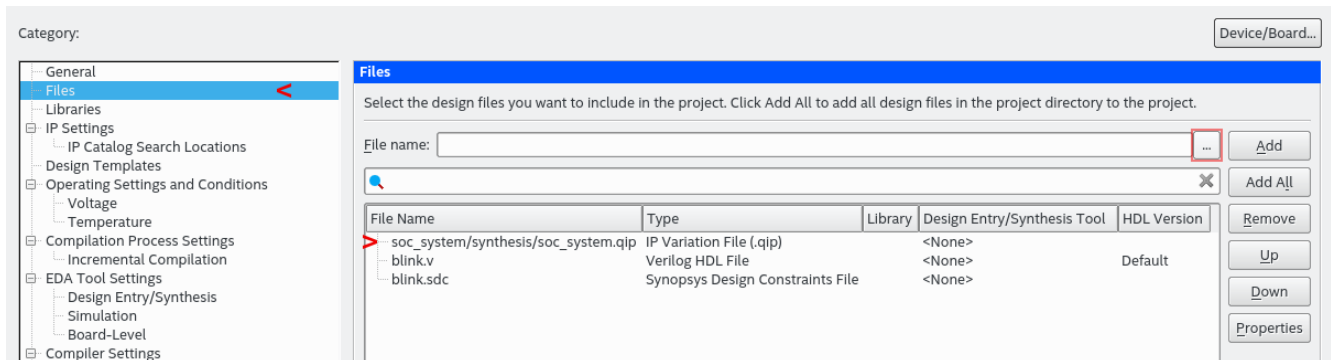 Category:
Device/Board...
General
Files
<
Libraries
IP Settings
IP Catalog Search Locations
Design Templates
Operating Settings and Conditions
Voltage
Temperature
Compilation Process Settings
Incremental Compilation
EDA Tool Settings
Design Entry/Synthesis
Simulation
Board-Level
Compiler Settings
Files
Select the design files you want to include in the project. Click Add All to add all design files in the project directory to the project.
File name:
...
Add
Add All
File Name Type Library Design Entry/Synthesis Tool HDL Version
Remove
> soc_system/synthesis/soc_system.qip IP Variation File (.qip) <None>
Up
blink.v Verilog HDL File <None> Default
blink.sdc Synopsys Design Constraints File <None>
Down
Properties